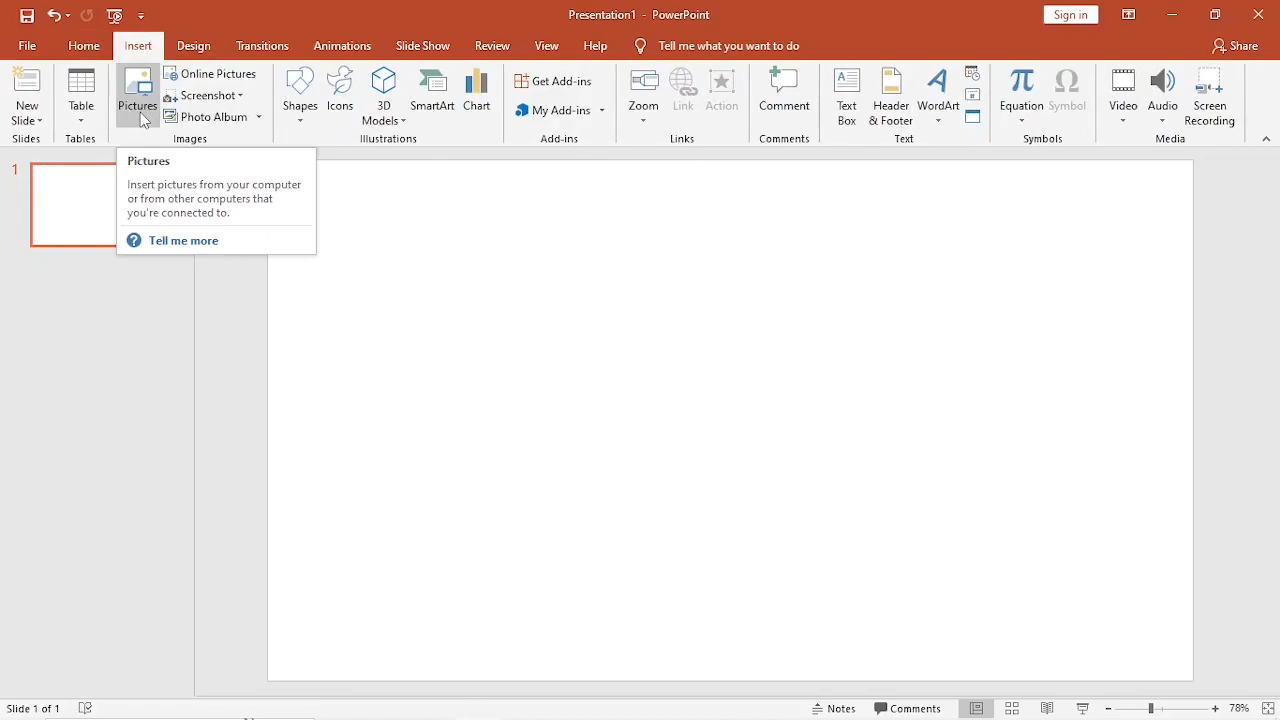 Presentation1 - PowerPoint
Sign in
File Home Insert Design Transitions Animations Slide Show Review View Help Tell me what you want to do Share
New Slide
Table
Pictures
Online Pictures
Screenshot
Photo Album
Shapes
Icons
3D Models
SmartArt
Chart
Get Add-ins
My Add-ins
Zoom
Link
Action
Comment
Text Box
Header & Footer
WordArt
Equation
Symbol
Video
Audio
Screen Recording
Slides Tables Images Illustrations Add-ins Links Comments Text Symbols Media
1
Pictures
Insert pictures from your computer
or from other computers that
you're connected to.
Tell me more
Slide 1 of 1
Notes
Comments
78%